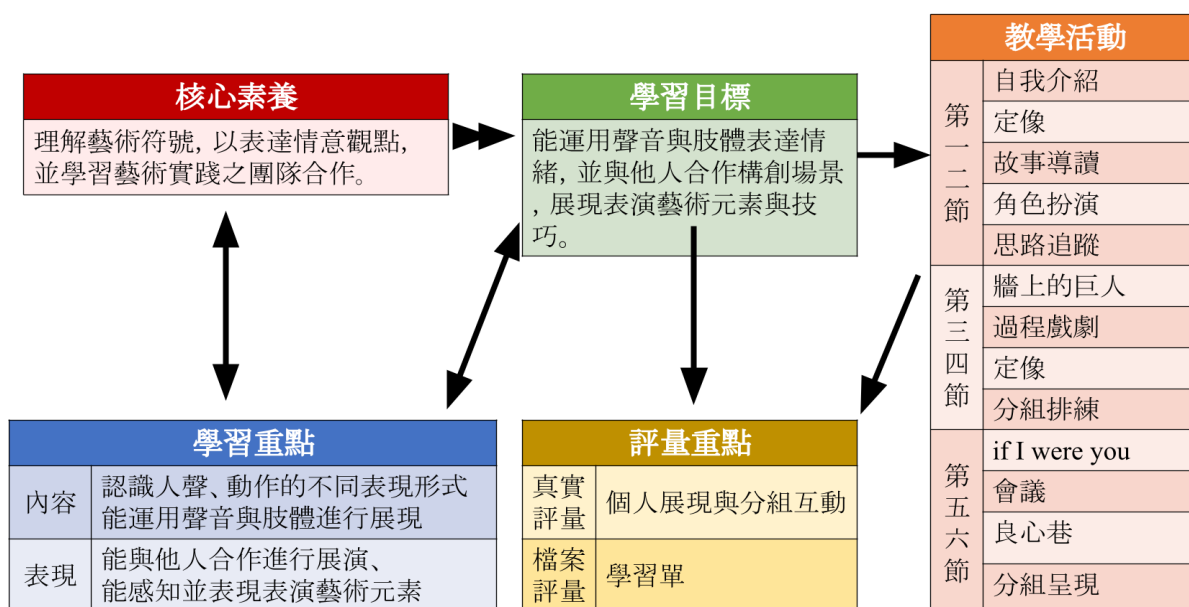 核心素養
理解藝術符號, 以表達情意觀點,
並學習藝術實踐之團隊合作。
學習目標
能運用聲音與肢體表達情
緒, 並與他人合作構創場景
, 展現表演藝術元素與技
巧。
教學活動
第一二節
自我介紹
定像
故事導讀
角色扮演
思路追蹤
第三四節
牆上的巨人
過程戲劇
定像
分組排練
第五六節
if I were you
會議
良心巷
分組呈現
學習重點
內容
認識人聲、動作的不同表現形式
能運用聲音與肢體進行展現
表現
能與他人合作進行展演、
能感知並表現表演藝術元素
評量重點
真實
評量
個人展現與分組互動
檔案
評量
學習單